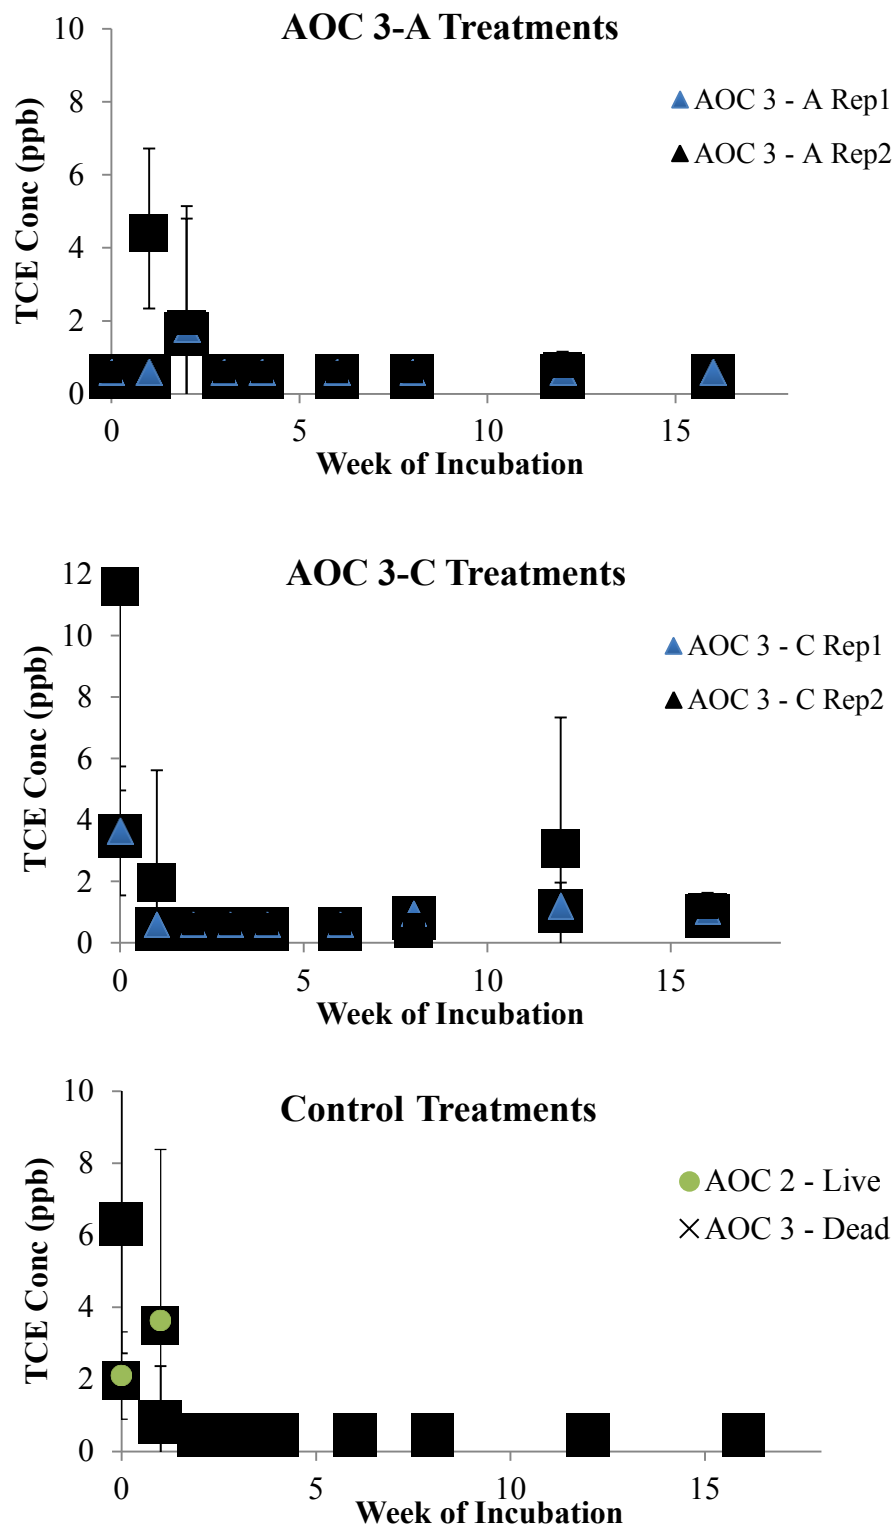 AOC 3-A Treatments
10
8
6
4
2
0
TCE Conc (ppb)
AOC 3 - A Rep1
AOC 3 - A Rep2
0 5 10 15
Week of Incubation
AOC 3-C Treatments
12
10
8
6
4
2
0
TCE Conc (ppb)
AOC 3 - C Rep1
AOC 3 - C Rep2
0 5 10 15
Week of Incubation
Control Treatments
10
8
6
4
2
0
TCE Conc (ppb)
AOC 2 - Live
AOC 3 - Dead
0 5 10 15
Week of Incubation